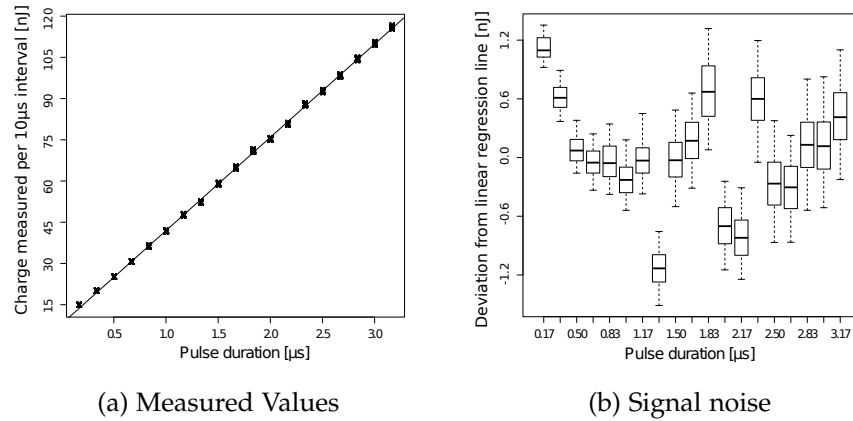 Charge measured per 10µs interval [nJ]
120
105
90
75
60
45
30
15
0.5 1.0 1.5 2.0 2.5 3.0
Pulse duration [µs]
(a) Measured Values
Deviation from linear regression line [nJ]
1.2
0.6
0.0
-0.6
-1.2
0.17 0.50 0.83 1.17 1.50 1.83 2.17 2.50 2.83 3.17
Pulse duration [µs]
(b) Signal noise